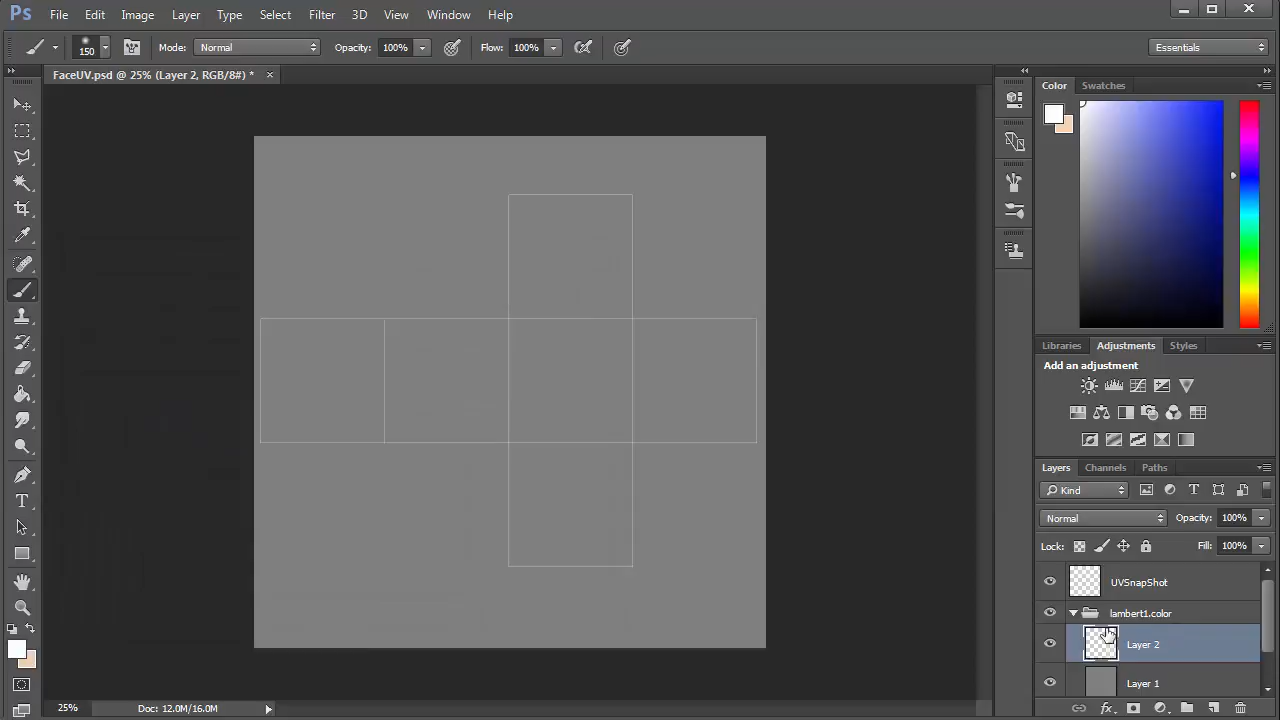 Ps File Edit Image Layer Type Select Filter 3D View Window Help
150 Mode: Normal Opacity: 100% Flow: 100% Essentials
FaceUV.psd @ 25% (Layer 2, RGB/8#) *
Color Swatches
Libraries Adjustments Styles
Add an adjustment
Layers Channels Paths
Kind
Normal Opacity: 100%
Lock: Fill: 100%
UVSnapShot
lambert1.color
Layer 2
Layer 1
25% Doc: 12.0M/16.0M